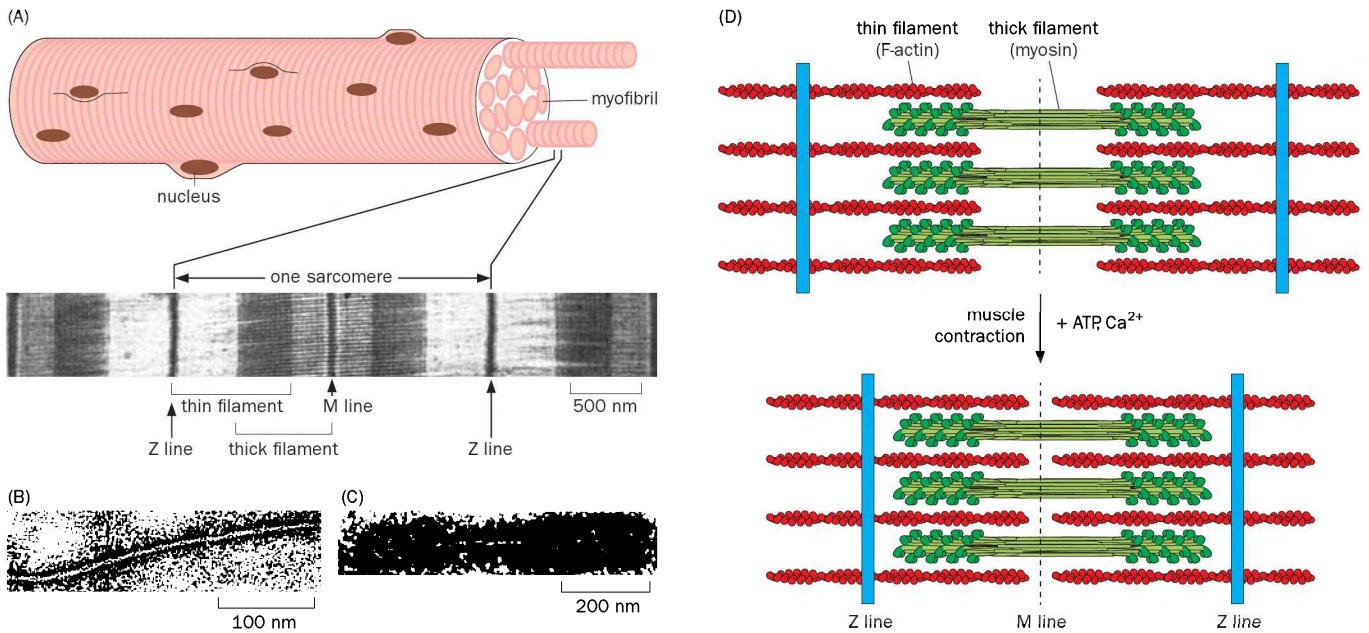 (A)
myofibril
nucleus
one sarcomere
thin filament
M line
500 nm
thick filament
Z line
Z line
(B)
100 nm
(C)
200 nm
(D)
thin filament
(F-actin)
thick filament
(myosin)
muscle
contraction
+ ATP, Ca²⁺
Z line
M line
Z line